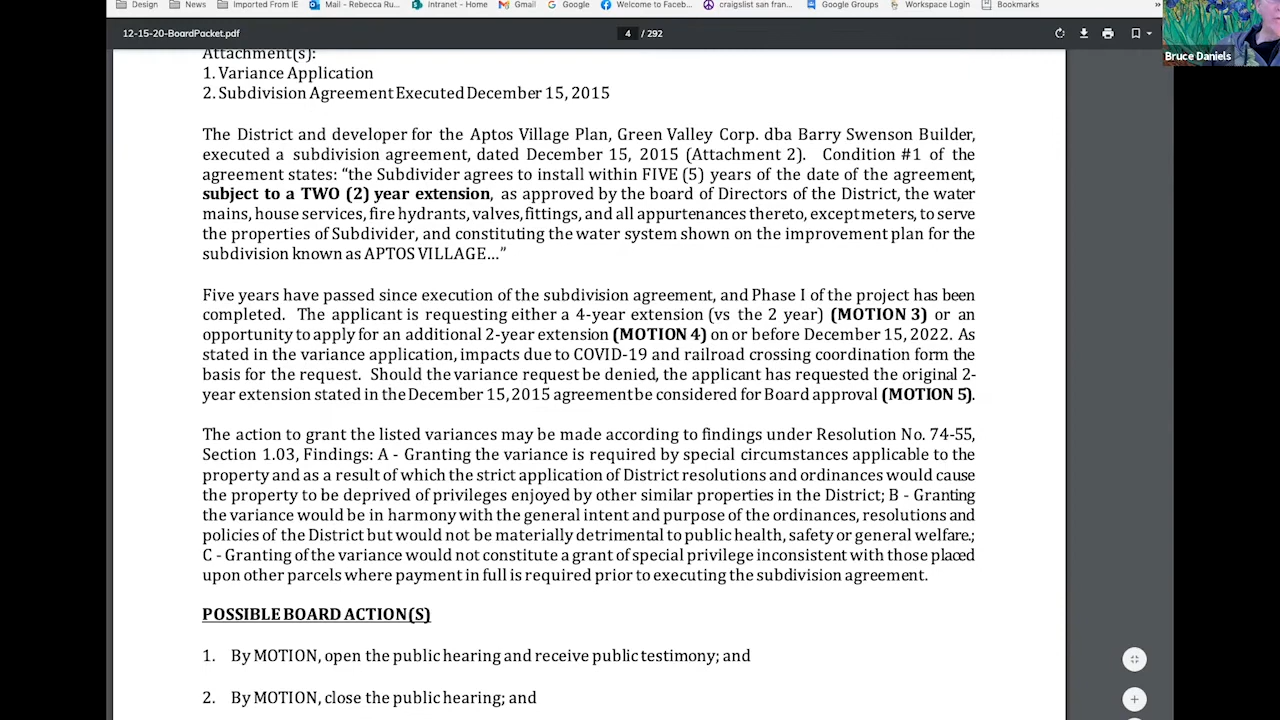 Design News Imported From IE Mail - Rebecca Ru... Intranet - Home Gmail Google Welcome to Faceb... craigslist san fran... Google Groups Workspace Login Bookmarks »
12-15-20-BoardPacket.pdf 4 / 292
Bruce Daniels
Attachment(s):
1. Variance Application
2. Subdivision Agreement Executed December 15, 2015
The District and developer for the Aptos Village Plan, Green Valley Corp. dba Barry Swenson Builder,
executed a subdivision agreement, dated December 15, 2015 (Attachment 2). Condition #1 of the
agreement states: “the Subdivider agrees to install within FIVE (5) years of the date of the agreement,
subject to a TWO (2) year extension, as approved by the board of Directors of the District, the water
mains, house services, fire hydrants, valves, fittings, and all appurtenances thereto, except meters, to serve
the properties of Subdivider, and constituting the water system shown on the improvement plan for the
subdivision known as APTOS VILLAGE…”
Five years have passed since execution of the subdivision agreement, and Phase I of the project has been
completed. The applicant is requesting either a 4-year extension (vs the 2 year) (MOTION 3) or an
opportunity to apply for an additional 2-year extension (MOTION 4) on or before December 15, 2022. As
stated in the variance application, impacts due to COVID-19 and railroad crossing coordination form the
basis for the request. Should the variance request be denied, the applicant has requested the original 2-
year extension stated in the December 15, 2015 agreement be considered for Board approval (MOTION 5).
The action to grant the listed variances may be made according to findings under Resolution No. 74-55,
Section 1.03, Findings: A - Granting the variance is required by special circumstances applicable to the
property and as a result of which the strict application of District resolutions and ordinances would cause
the property to be deprived of privileges enjoyed by other similar properties in the District; B - Granting
the variance would be in harmony with the general intent and purpose of the ordinances, resolutions and
policies of the District but would not be materially detrimental to public health, safety or general welfare.;
C - Granting of the variance would not constitute a grant of special privilege inconsistent with those placed
upon other parcels where payment in full is required prior to executing the subdivision agreement.
POSSIBLE BOARD ACTION(S)
1. By MOTION, open the public hearing and receive public testimony; and
2. By MOTION, close the public hearing; and